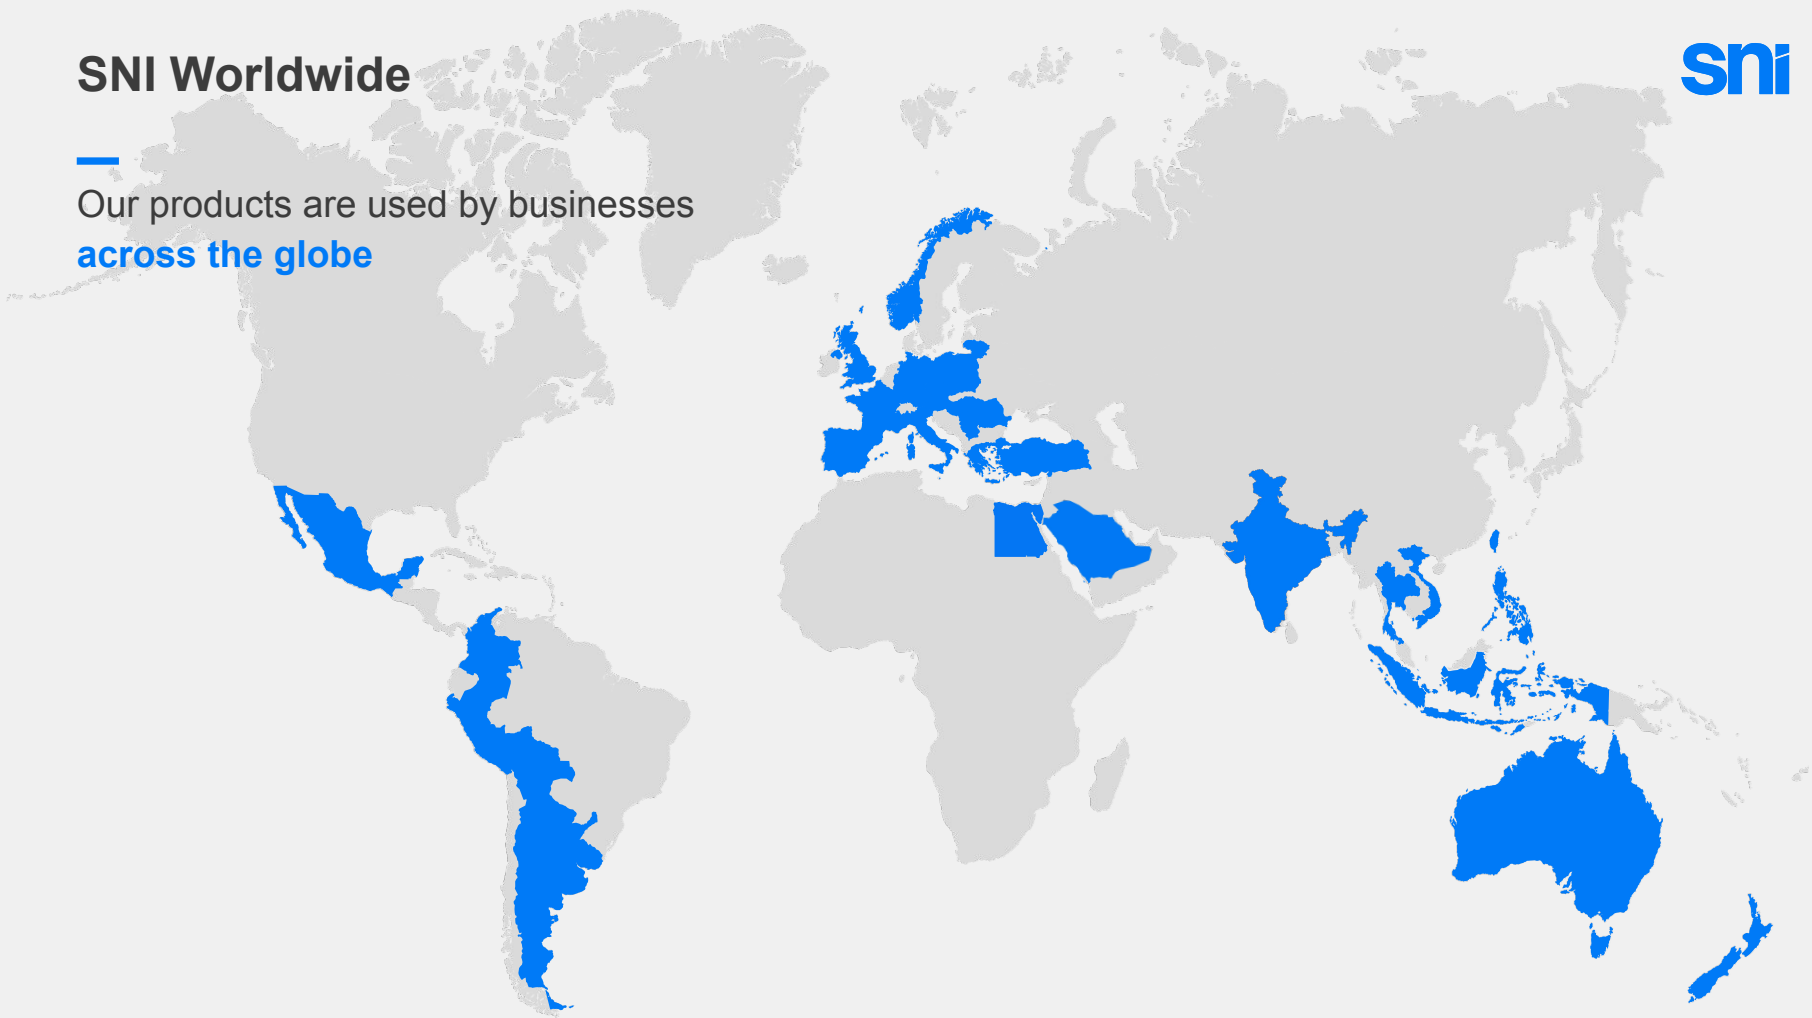 SNI Worldwide
sni
Our products are used by businesses
across the globe